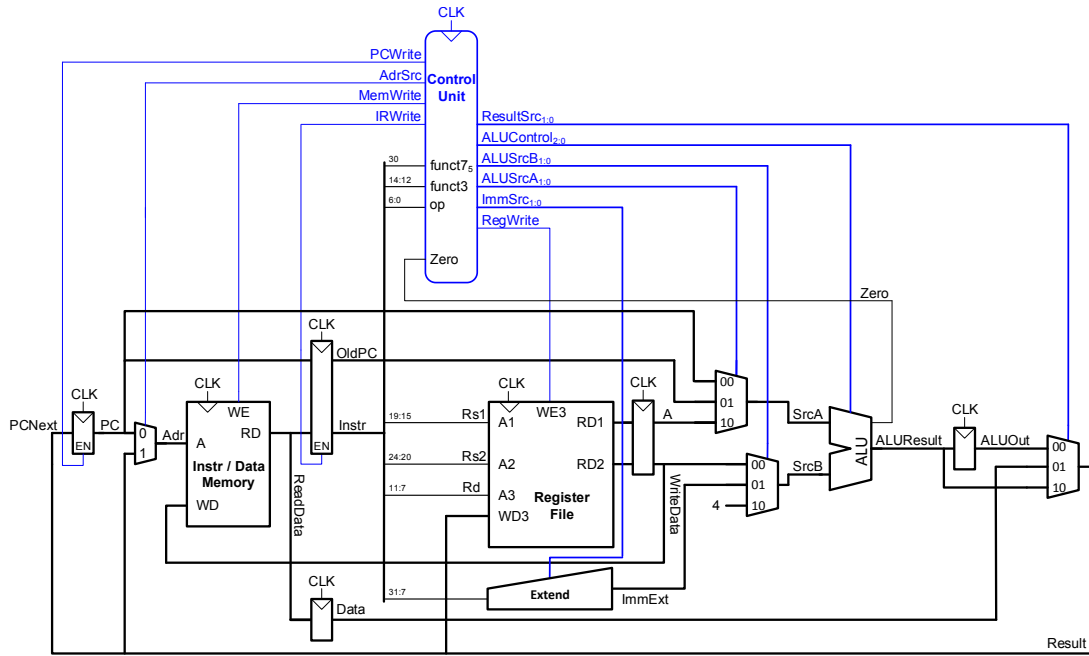 CLK
PCWrite
AdrSrc
MemWrite
IRWrite
Control
Unit
ResultSrc1:0
ALUControl2:0
ALUSrcB1:0
ALUSrcA1:0
ImmSrc1:0
RegWrite
30
funct75
14:12
funct3
6:0
op
Zero
Zero
CLK
OldPC
PCNext
CLK
EN
PC
0
1
Adr
CLK
WE
A
RD
Instr / Data
Memory
WD
ReadData
EN
Instr
19:15
Rs1
24:20
Rs2
11:7
Rd
CLK
WE3
A1
RD1
A2
RD2
A3
WD3
Register
File
CLK
A
WriteData
00
01
10
SrcA
00
01
10
4
SrcB
ALU
ALUResult
CLK
ALUOut
00
01
10
31:7
Extend
ImmExt
CLK
Data
Result